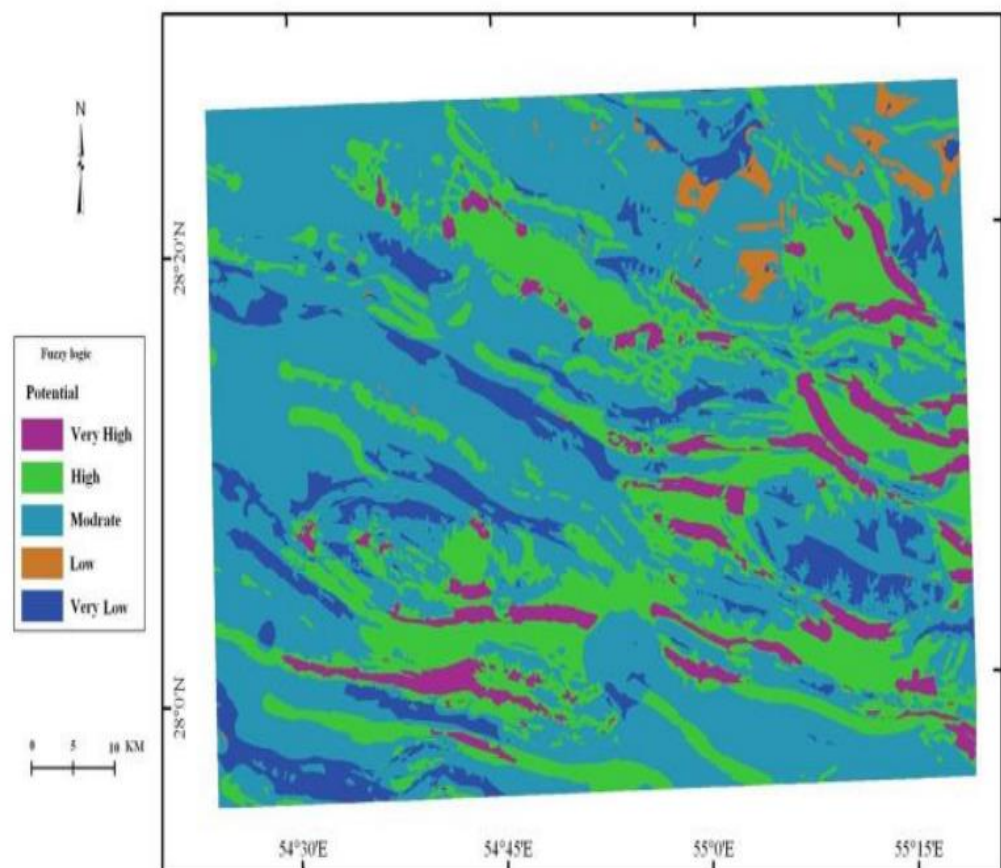 N
28°20'N
Fuzzy logic
Potential
Very High
High
Modrate
Low
Very Low
28°0'N
0 5 10 KM
54°30'E 54°45'E 55°0'E 55°15'E